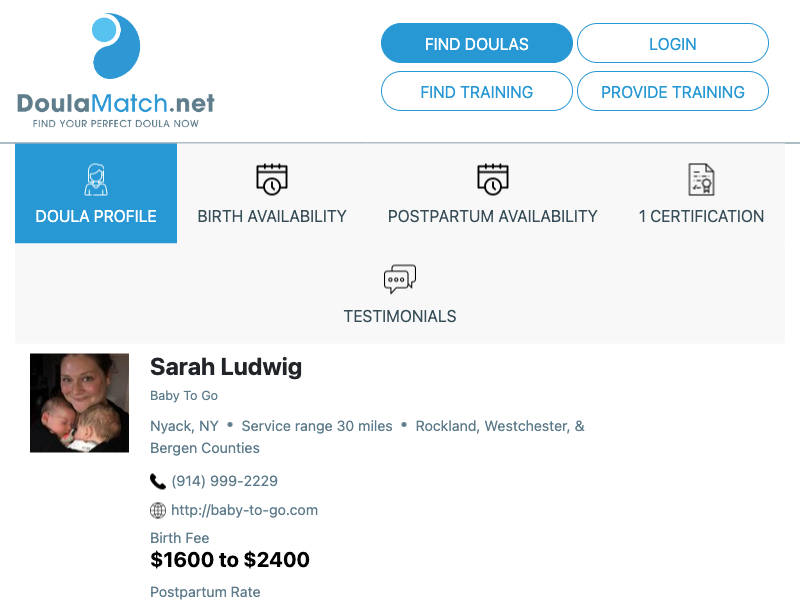 DoulaMatch.net
FIND YOUR PERFECT DOULA NOW
FIND DOULAS
LOGIN
FIND TRAINING
PROVIDE TRAINING
DOULA PROFILE
BIRTH AVAILABILITY
POSTPARTUM AVAILABILITY
1 CERTIFICATION
TESTIMONIALS
Sarah Ludwig
Baby To Go
Nyack, NY • Service range 30 miles • Rockland, Westchester, &
Bergen Counties
(914) 999-2229
http://baby-to-go.com
Birth Fee
$1600 to $2400
Postpartum Rate